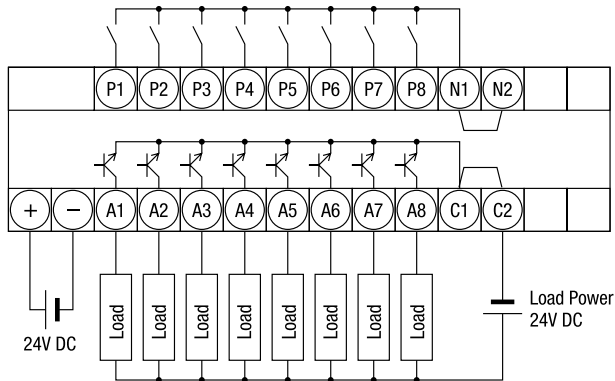 P1 P2 P3 P4 P5 P6 P7 P8 N1 N2
+ − A1 A2 A3 A4 A5 A6 A7 A8 C1 C2
Load Load Load Load Load Load Load Load
24V DC
Load Power
24V DC